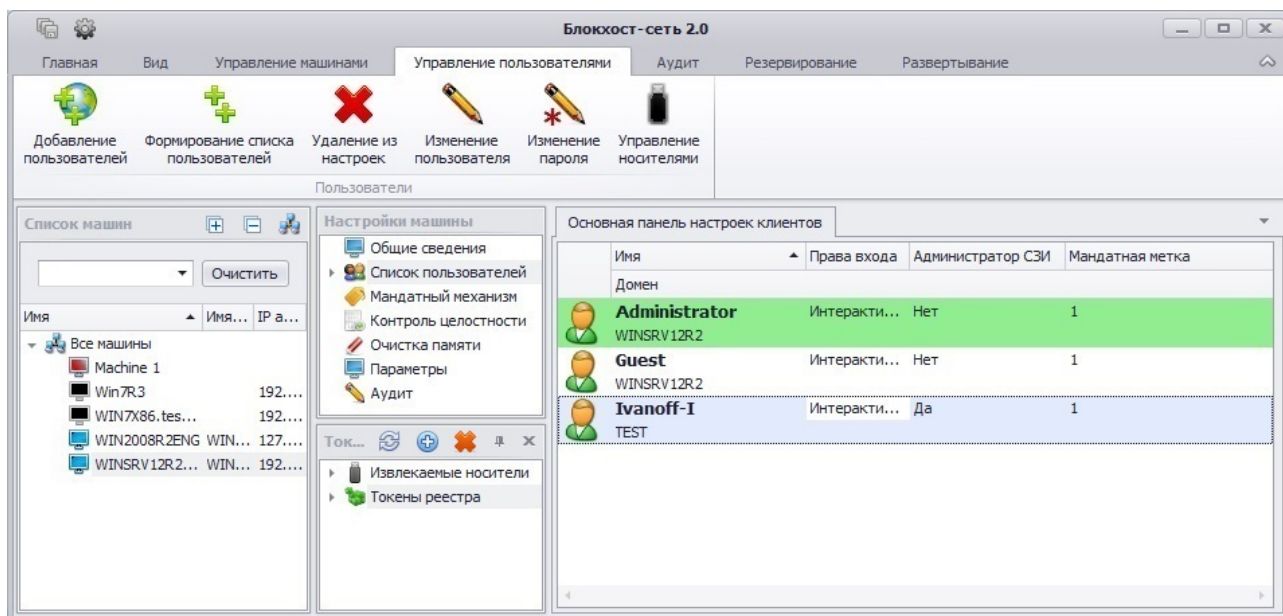 Блокхост-сеть 2.0
Главная Вид Управление машинами Управление пользователями Аудит Резервирование Развертывание
Добавление пользователей
Формирование списка пользователей
Удаление из настроек
Изменение пользователя
Изменение пароля
Управление носителями
Пользователи
Список машин
Очистить
Имя Имя... IP а...
Все машины
Machine 1
Win7R3 192....
WIN7X86.tes... 192....
WIN2008R2ENG WIN... 127....
WINSRV12R2... WIN... 192....
Настройки машины
Общие сведения
Список пользователей
Мандатный механизм
Контроль целостности
Очистка памяти
Параметры
Аудит
Ток...
Извлекаемые носители
Токены реестра
Основная панель настроек клиентов
Имя Права входа Администратор СЗИ Мандатная метка
Домен
Administrator Интеракти... Нет 1
WINSRV12R2
Guest Интеракти... Нет 1
WINSRV12R2
Ivanoff-I Интеракти... Да 1
TEST